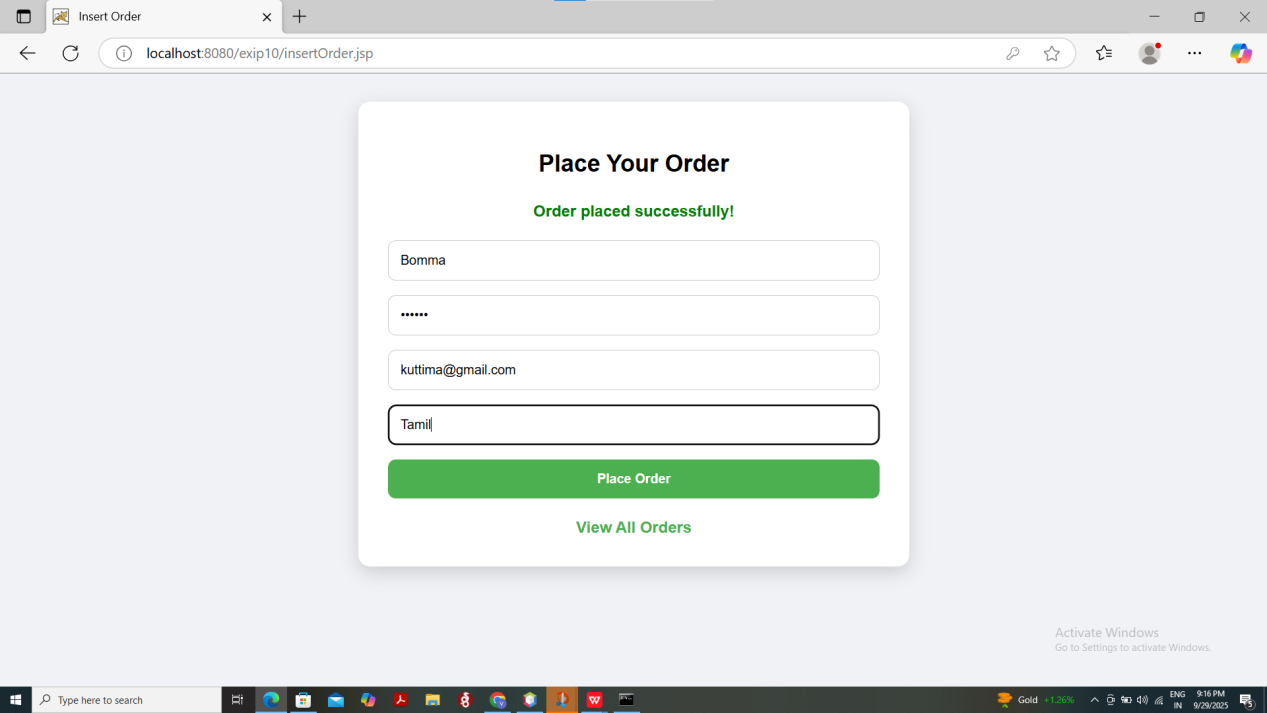 Insert Order
localhost:8080/exip10/insertOrder.jsp
Place Your Order
Order placed successfully!
Bomma
••••••
kuttima@gmail.com
Tamil
Place Order
View All Orders
Activate Windows
Go to Settings to activate Windows.
Type here to search
Gold +1.26%
ENG
IN
9:16 PM
9/29/2025
5